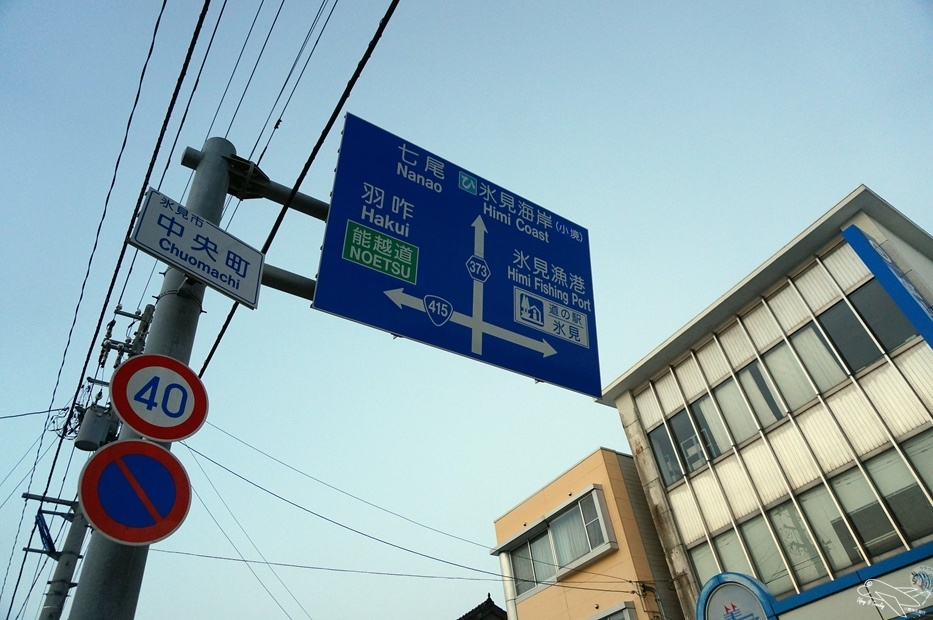 七尾
Nanao
羽咋
Hakui
能越道
NOETSU
415
ひ 氷見海岸(小境)
Himi Coast
373
氷見漁港
Himi Fishing Port
道の駅
氷見
氷見市
中央町
Chuomachi
40